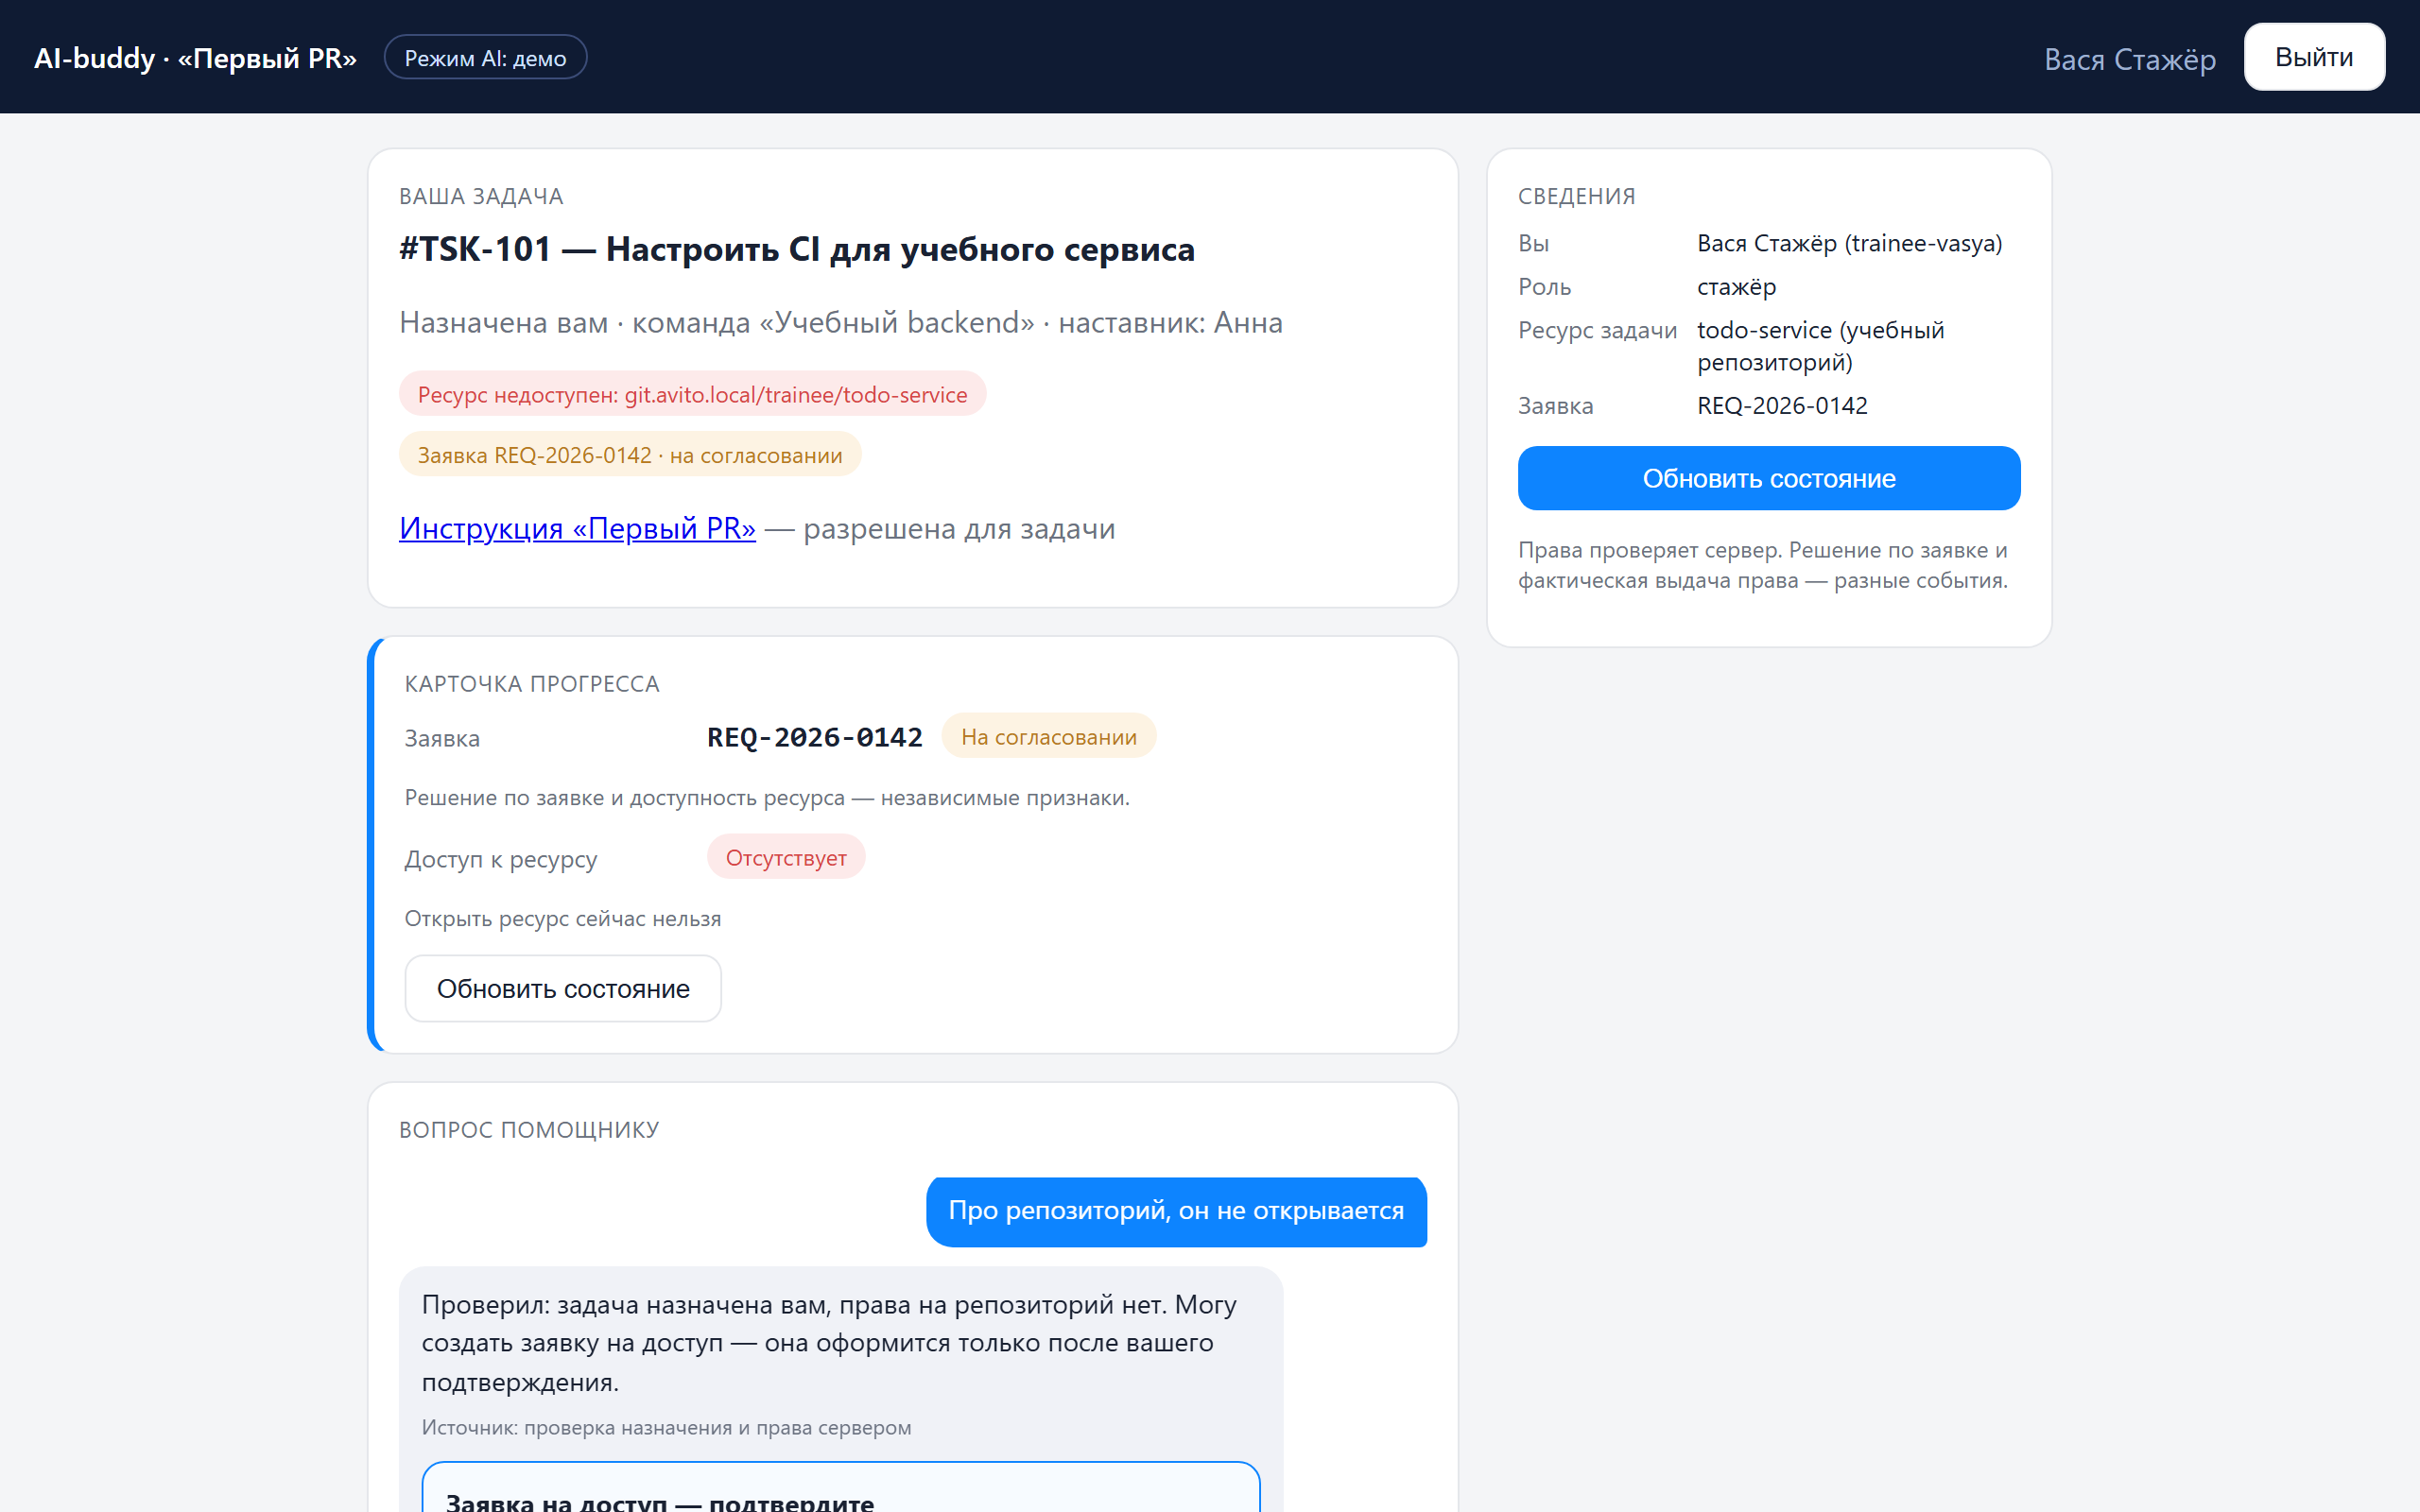 AI-buddy · «Первый PR»
Режим AI: демо
Вася Стажёр
Выйти
ВАША ЗАДАЧА
#TSK-101 — Настроить CI для учебного сервиса
Назначена вам · команда «Учебный backend» · наставник: Анна
Ресурс недоступен: git.avito.local/trainee/todo-service
Заявка REQ-2026-0142 · на согласовании
Инструкция «Первый PR» — разрешена для задачи
СВЕДЕНИЯ
Вы Вася Стажёр (trainee-vasya)
Роль стажёр
Ресурс задачи todo-service (учебный
репозиторий)
Заявка REQ-2026-0142
Обновить состояние
Права проверяет сервер. Решение по заявке и
фактическая выдача права — разные события.
КАРТОЧКА ПРОГРЕССА
Заявка REQ-2026-0142 На согласовании
Решение по заявке и доступность ресурса — независимые признаки.
Доступ к ресурсу Отсутствует
Открыть ресурс сейчас нельзя
Обновить состояние
ВОПРОС ПОМОЩНИКУ
Про репозиторий, он не открывается
Проверил: задача назначена вам, права на репозиторий нет. Могу
создать заявку на доступ — она оформится только после вашего
подтверждения.
Источник: проверка назначения и права сервером
Заявка на доступ — подтвердите